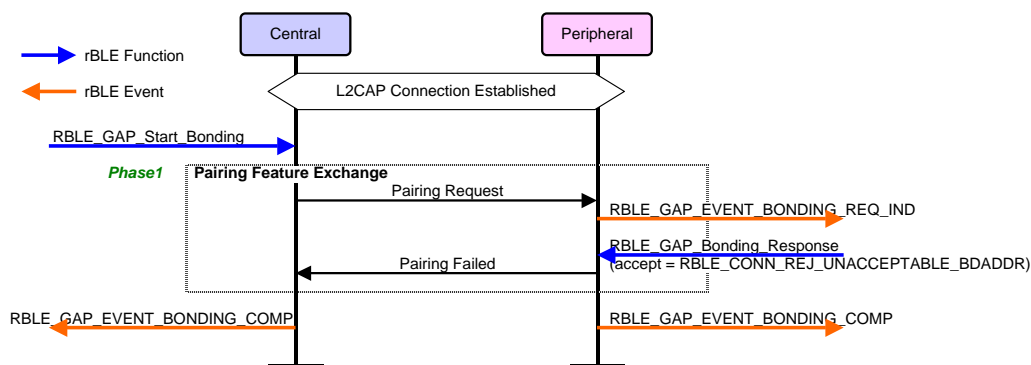 Central
Peripheral
rBLE Function
rBLE Event
L2CAP Connection Established
RBLE_GAP_Start_Bonding
Phase1
Pairing Feature Exchange
Pairing Request
RBLE_GAP_EVENT_BONDING_REQ_IND
RBLE_GAP_Bonding_Response
(accept = RBLE_CONN_REJ_UNACCEPTABLE_BDADDR)
Pairing Failed
RBLE_GAP_EVENT_BONDING_COMP
RBLE_GAP_EVENT_BONDING_COMP